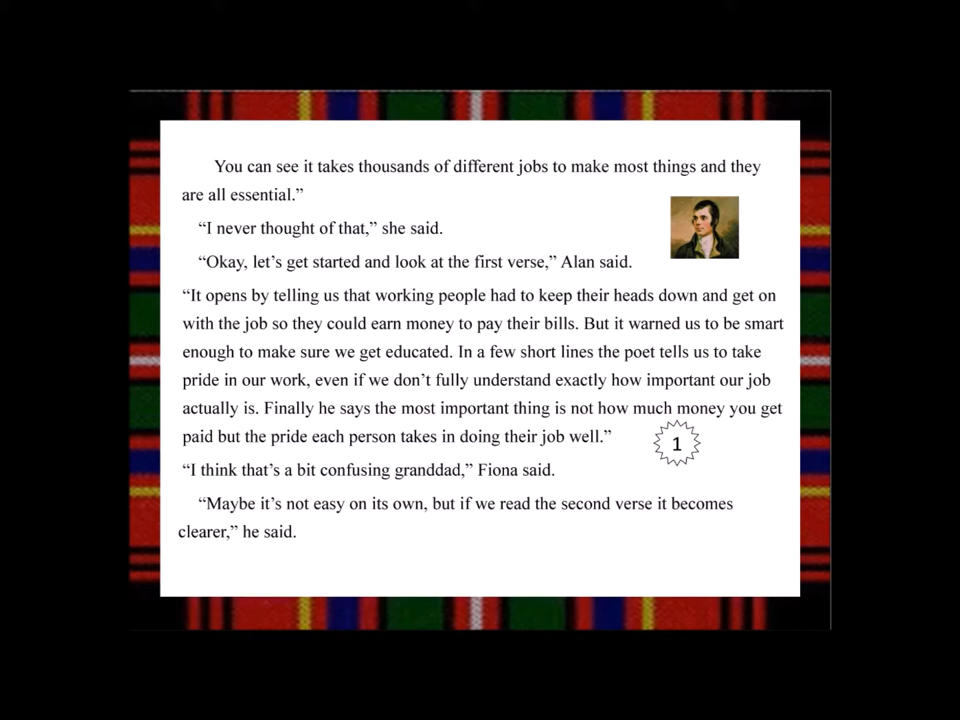 You can see it takes thousands of different jobs to make most things and they
are all essential.”
“I never thought of that,” she said.
“Okay, let’s get started and look at the first verse,” Alan said.
“It opens by telling us that working people had to keep their heads down and get on
with the job so they could earn money to pay their bills. But it warned us to be smart
enough to make sure we get educated. In a few short lines the poet tells us to take
pride in our work, even if we don’t fully understand exactly how important our job
actually is. Finally he says the most important thing is not how much money you get
paid but the pride each person takes in doing their job well.”
1
“I think that’s a bit confusing granddad,” Fiona said.
“Maybe it’s not easy on its own, but if we read the second verse it becomes
clearer,” he said.